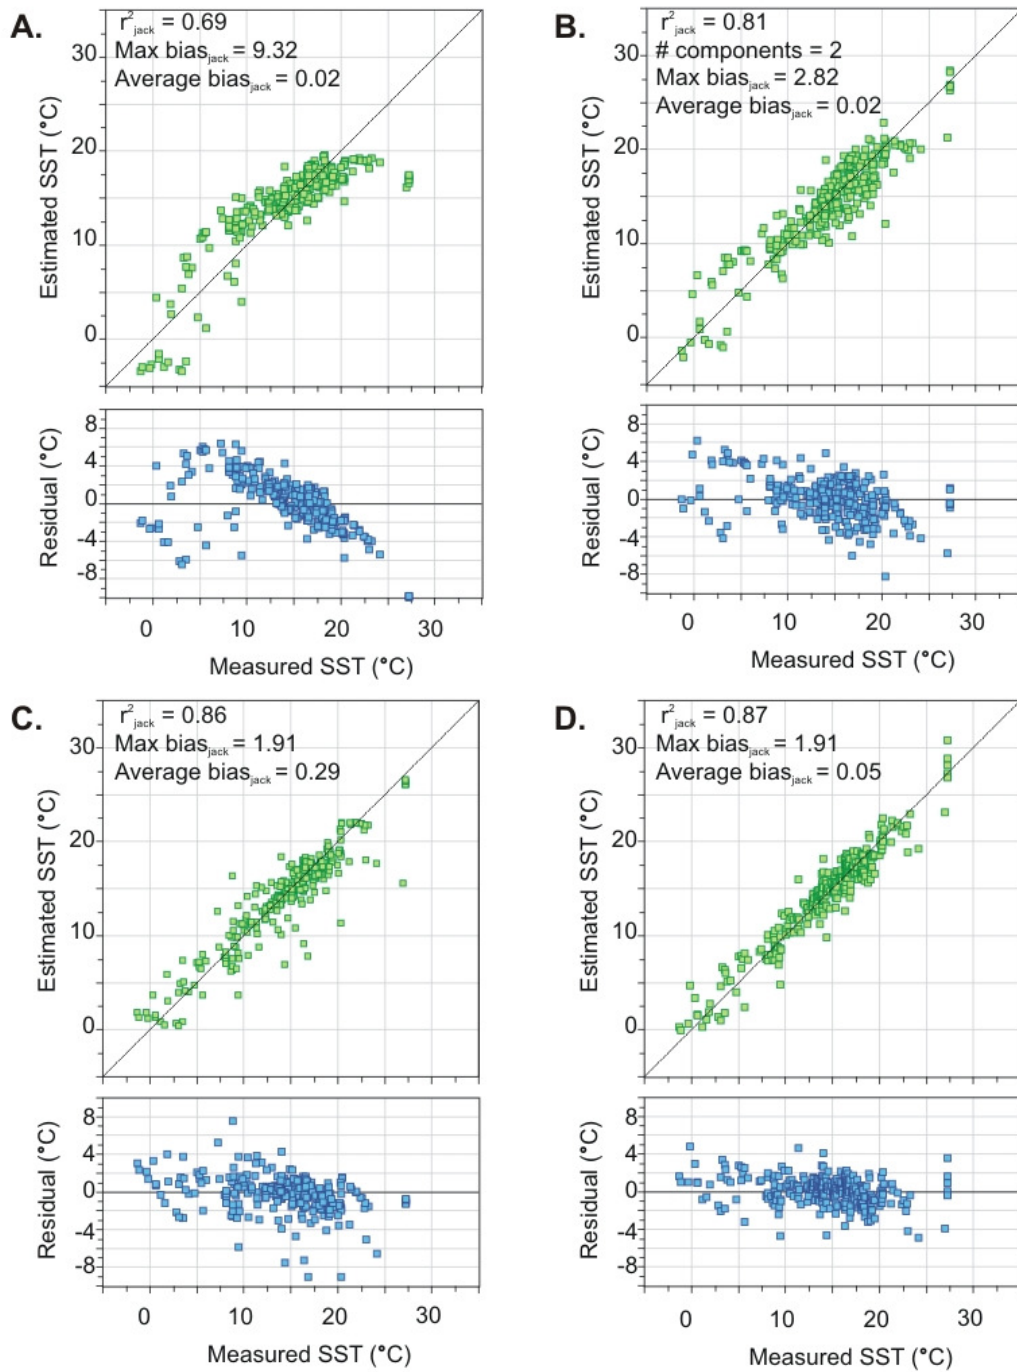 A.
r²jack = 0.69
Max biasjack = 9.32
Average biasjack = 0.02
30
20
10
0
Estimated SST (°C)
8
4
0
-4
-8
Residual (°C)
0 10 20 30
Measured SST (°C)
B.
r²jack = 0.81
# components = 2
Max biasjack = 2.82
Average biasjack = 0.02
30
20
10
0
Estimated SST (°C)
8
4
0
-4
-8
Residual (°C)
0 10 20 30
Measured SST (°C)
C.
r²jack = 0.86
Max biasjack = 1.91
Average biasjack = 0.29
30
20
10
0
Estimated SST (°C)
8
4
0
-4
-8
Residual (°C)
0 10 20 30
Measured SST (°C)
D.
r²jack = 0.87
Max biasjack = 1.91
Average biasjack = 0.05
30
20
10
0
Estimated SST (°C)
8
4
0
-4
-8
Residual (°C)
0 10 20 30
Measured SST (°C)